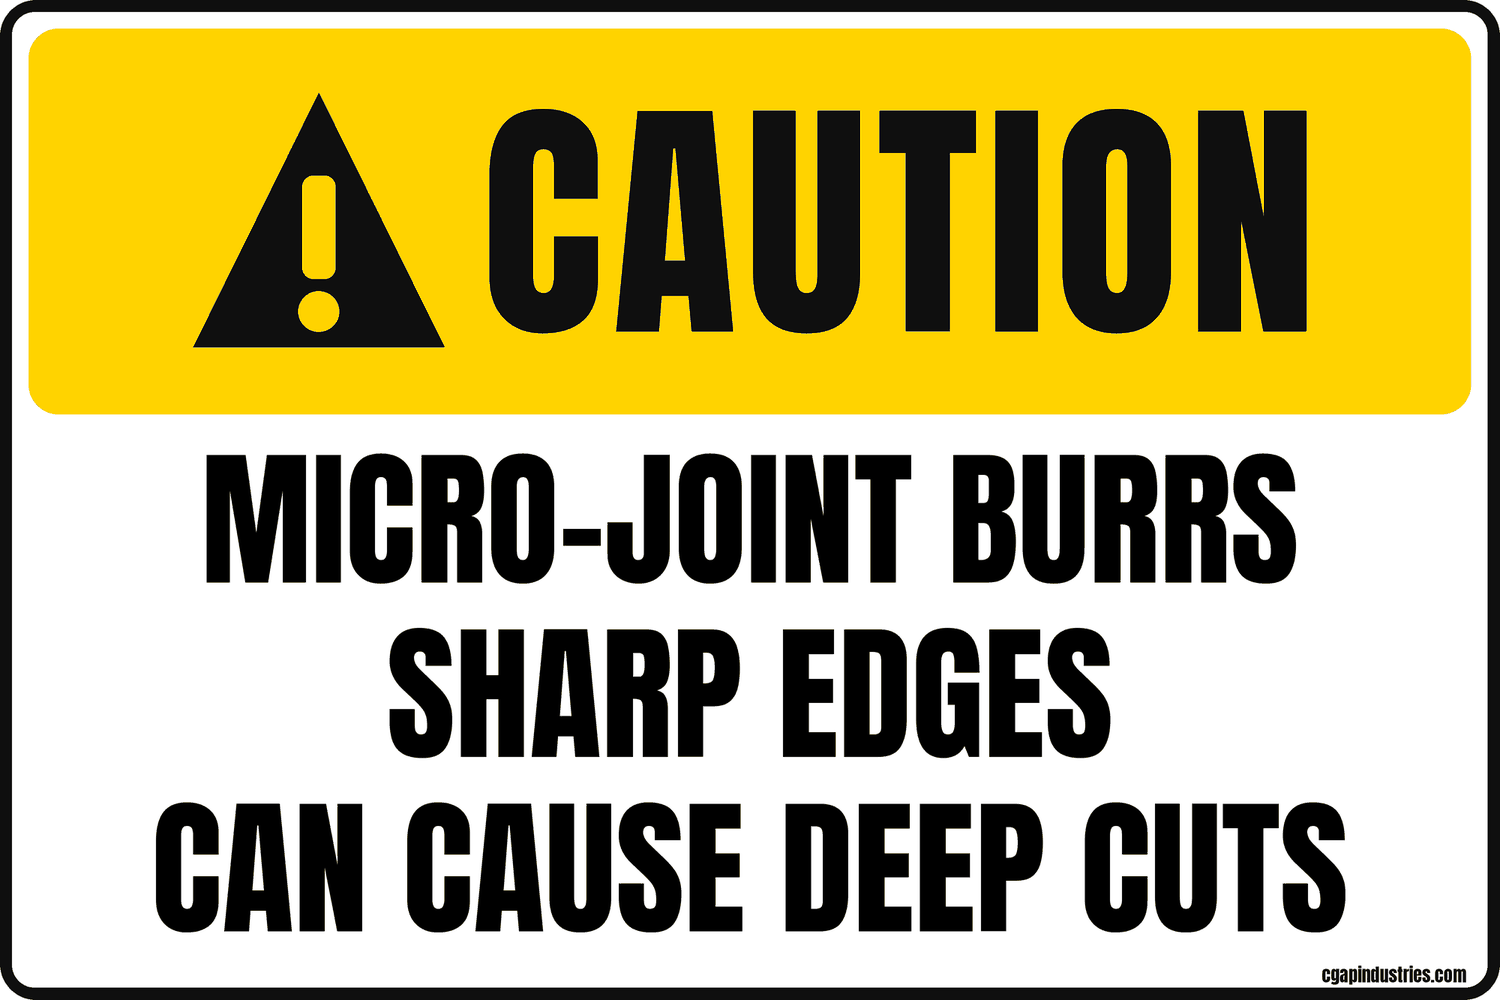 CAUTION
MICRO-JOINT BURRS
SHARP EDGES
CAN CAUSE DEEP CUTS
cgapindustries.com